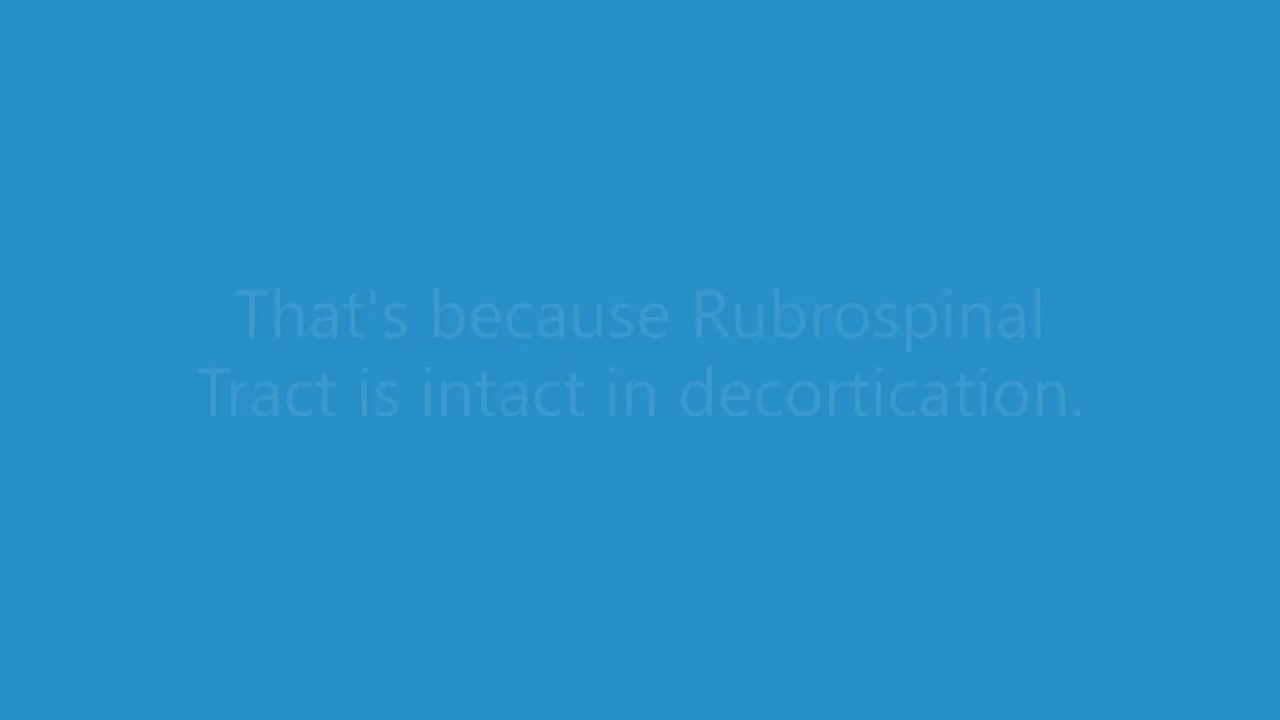 That's because Rubrospinal
Tract is intact in decortication.